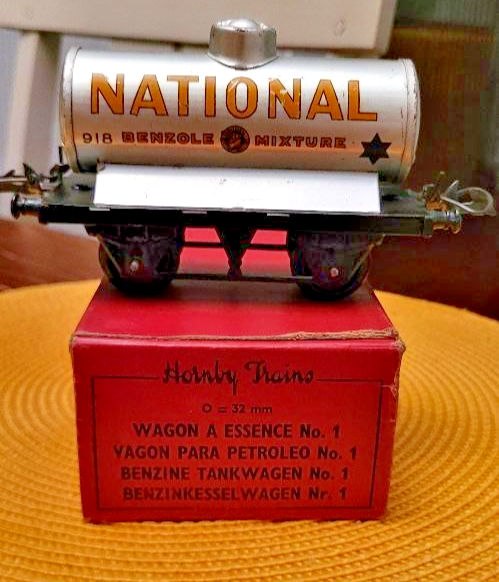 NATIONAL
918 BENZOLE MIXTURE
Hornby Trains
O = 32 mm
WAGON A ESSENCE No. 1
VAGON PARA PETROLEO No. 1
BENZINE TANKWAGEN No. 1
BENZINKESSELWAGEN Nr. 1